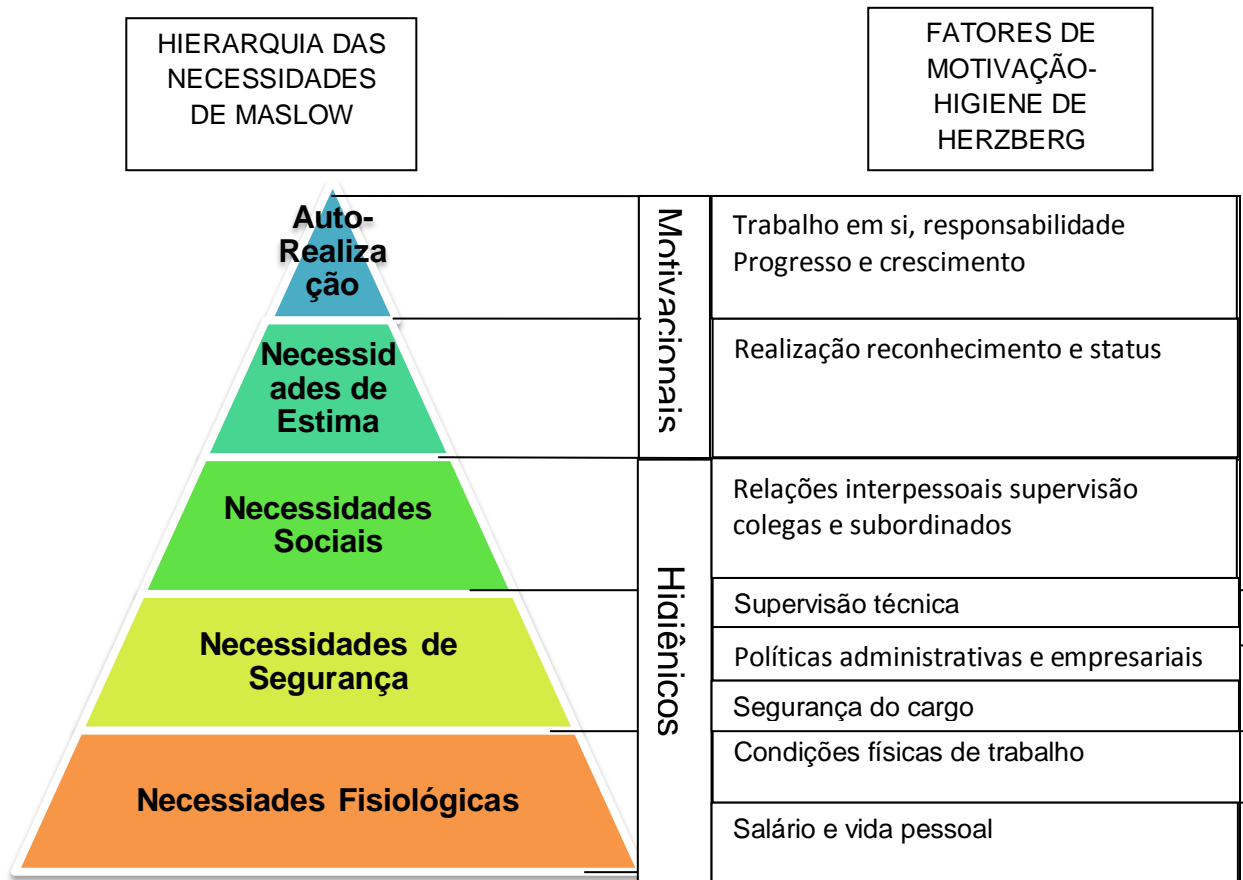 HIERARQUIA DAS
NECESSIDADES
DE MASLOW
FATORES DE
MOTIVAÇÃO-
HIGIENE DE
HERZBERG
Auto-
Realiza
ção
Necessid
ades de
Estima
Necessidades
Sociais
Necessidades de
Segurança
Necessiades Fisiológicas
Motivacionais
Higiênicos
Trabalho em si, responsabilidade
Progresso e crescimento
Realização reconhecimento e status
Relações interpessoais supervisão
colegas e subordinados
Supervisão técnica
Políticas administrativas e empresariais
Segurança do cargo
Condições físicas de trabalho
Salário e vida pessoal